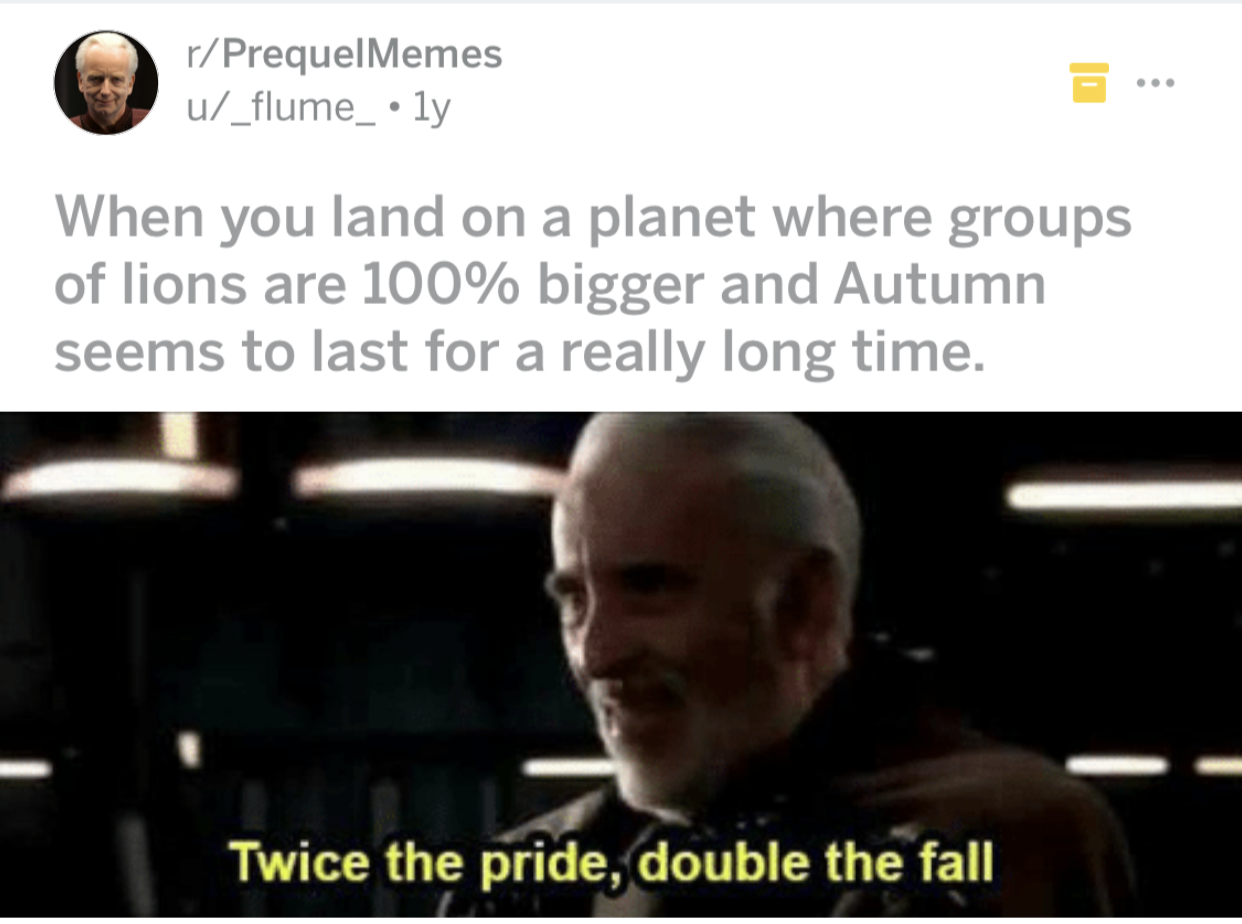 r/PrequelMemes
u/_flume_ • 1y
When you land on a planet where groups
of lions are 100% bigger and Autumn
seems to last for a really long time.
Twice the pride, double the fall